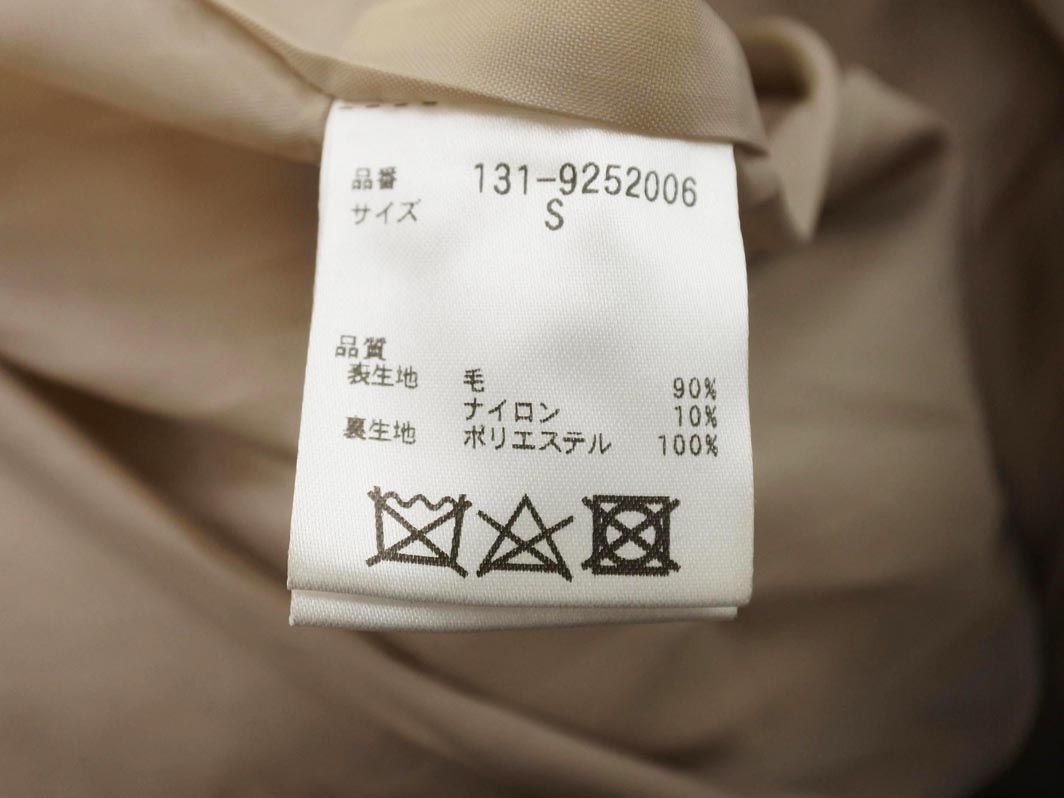 品番 131-9252006
サイズ S
品質
表生地 毛 90%
ナイロン 10%
裏生地 ポリエステル 100%